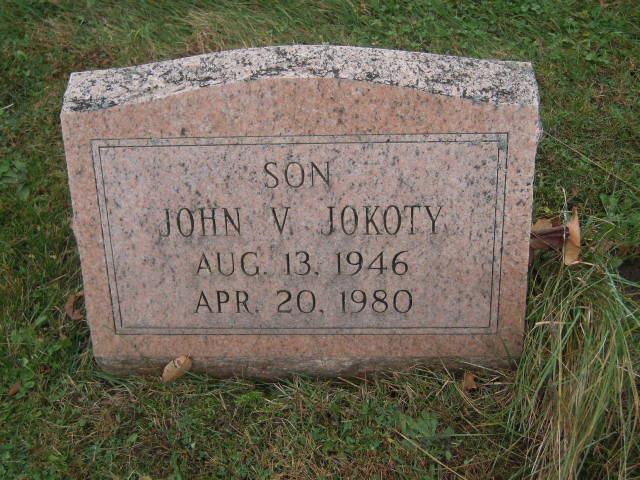 SON
JOHN V. JOKOTY
AUG. 13, 1946
APR. 20, 1980